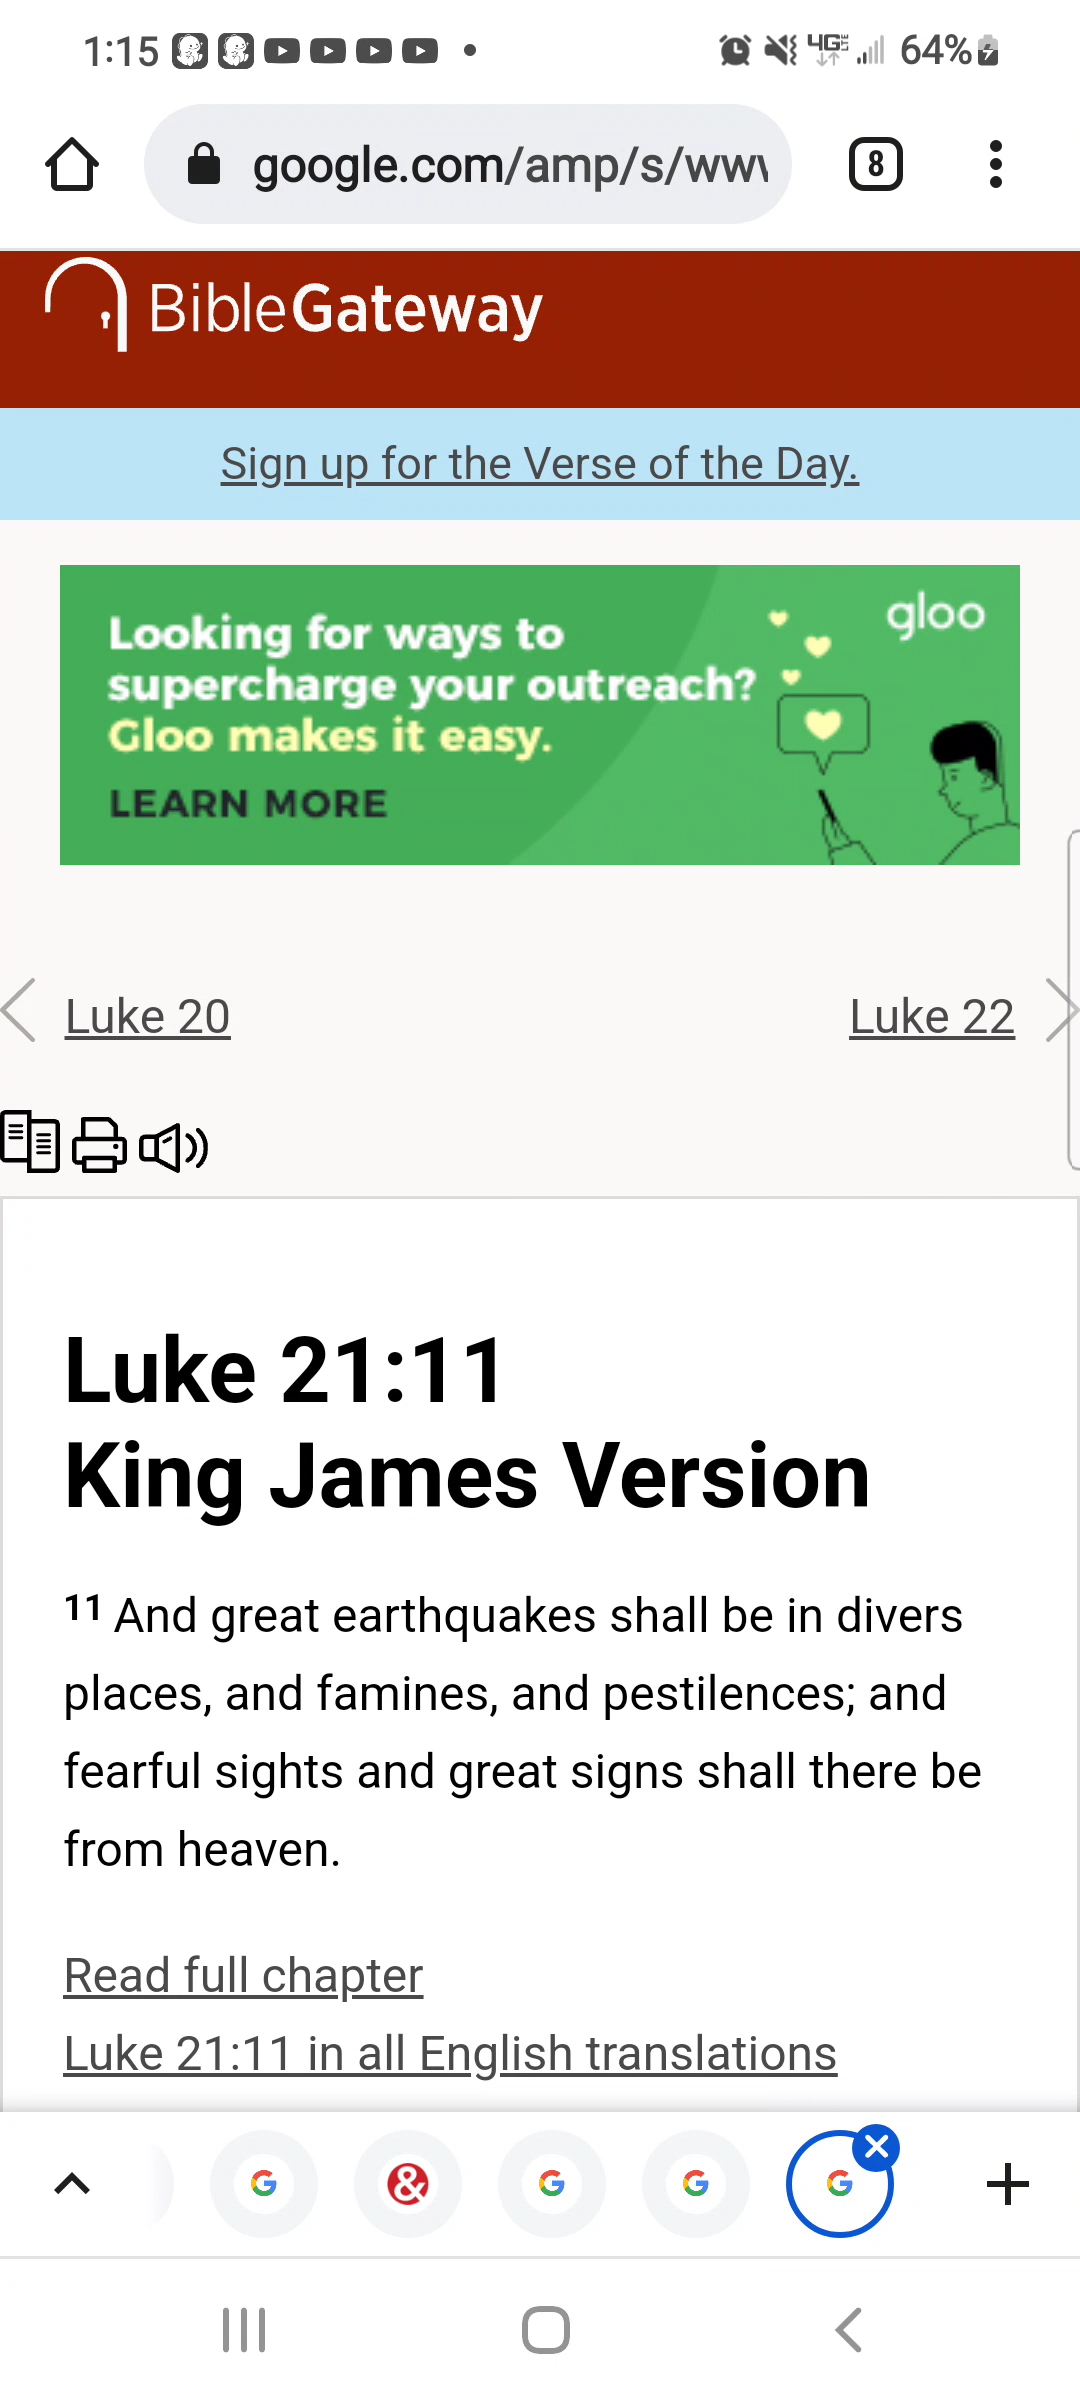 1:15
4G LTE
64%
google.com/amp/s/www
8
BibleGateway
Sign up for the Verse of the Day.
gloo
Looking for ways to
supercharge your outreach?
Gloo makes it easy.
LEARN MORE
Luke 20
Luke 22
Luke 21:11
King James Version
11 And great earthquakes shall be in divers
places, and famines, and pestilences; and
fearful sights and great signs shall there be
from heaven.
Read full chapter
Luke 21:11 in all English translations
G
&
G
G
G